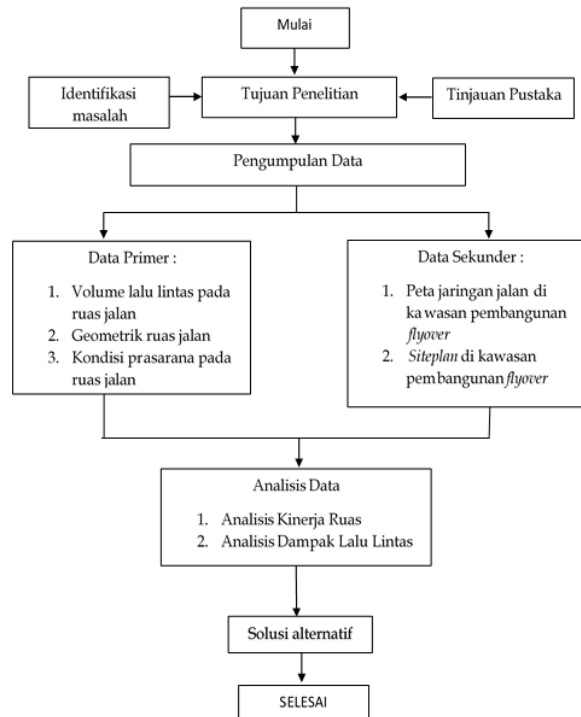 Mulai
Identifikasi
masalah
Tujuan Penelitian
Tinjauan Pustaka
Pengumpulan Data
Data Primer :
1. Volume lalu lintas pada
ruas jalan
2. Geometrik ruas jalan
3. Kondisi prasarana pada
ruas jalan
Data Sekunder :
1. Peta jaringan jalan di
ka wasan pembangunan
flyover
2. Siteplan di kawasan
pembangunan flyover
Analisis Data
1. Analisis Kinerja Ruas
2. Analisis Dampak Lalu Lintas
Solusi alternatif
SELESAI